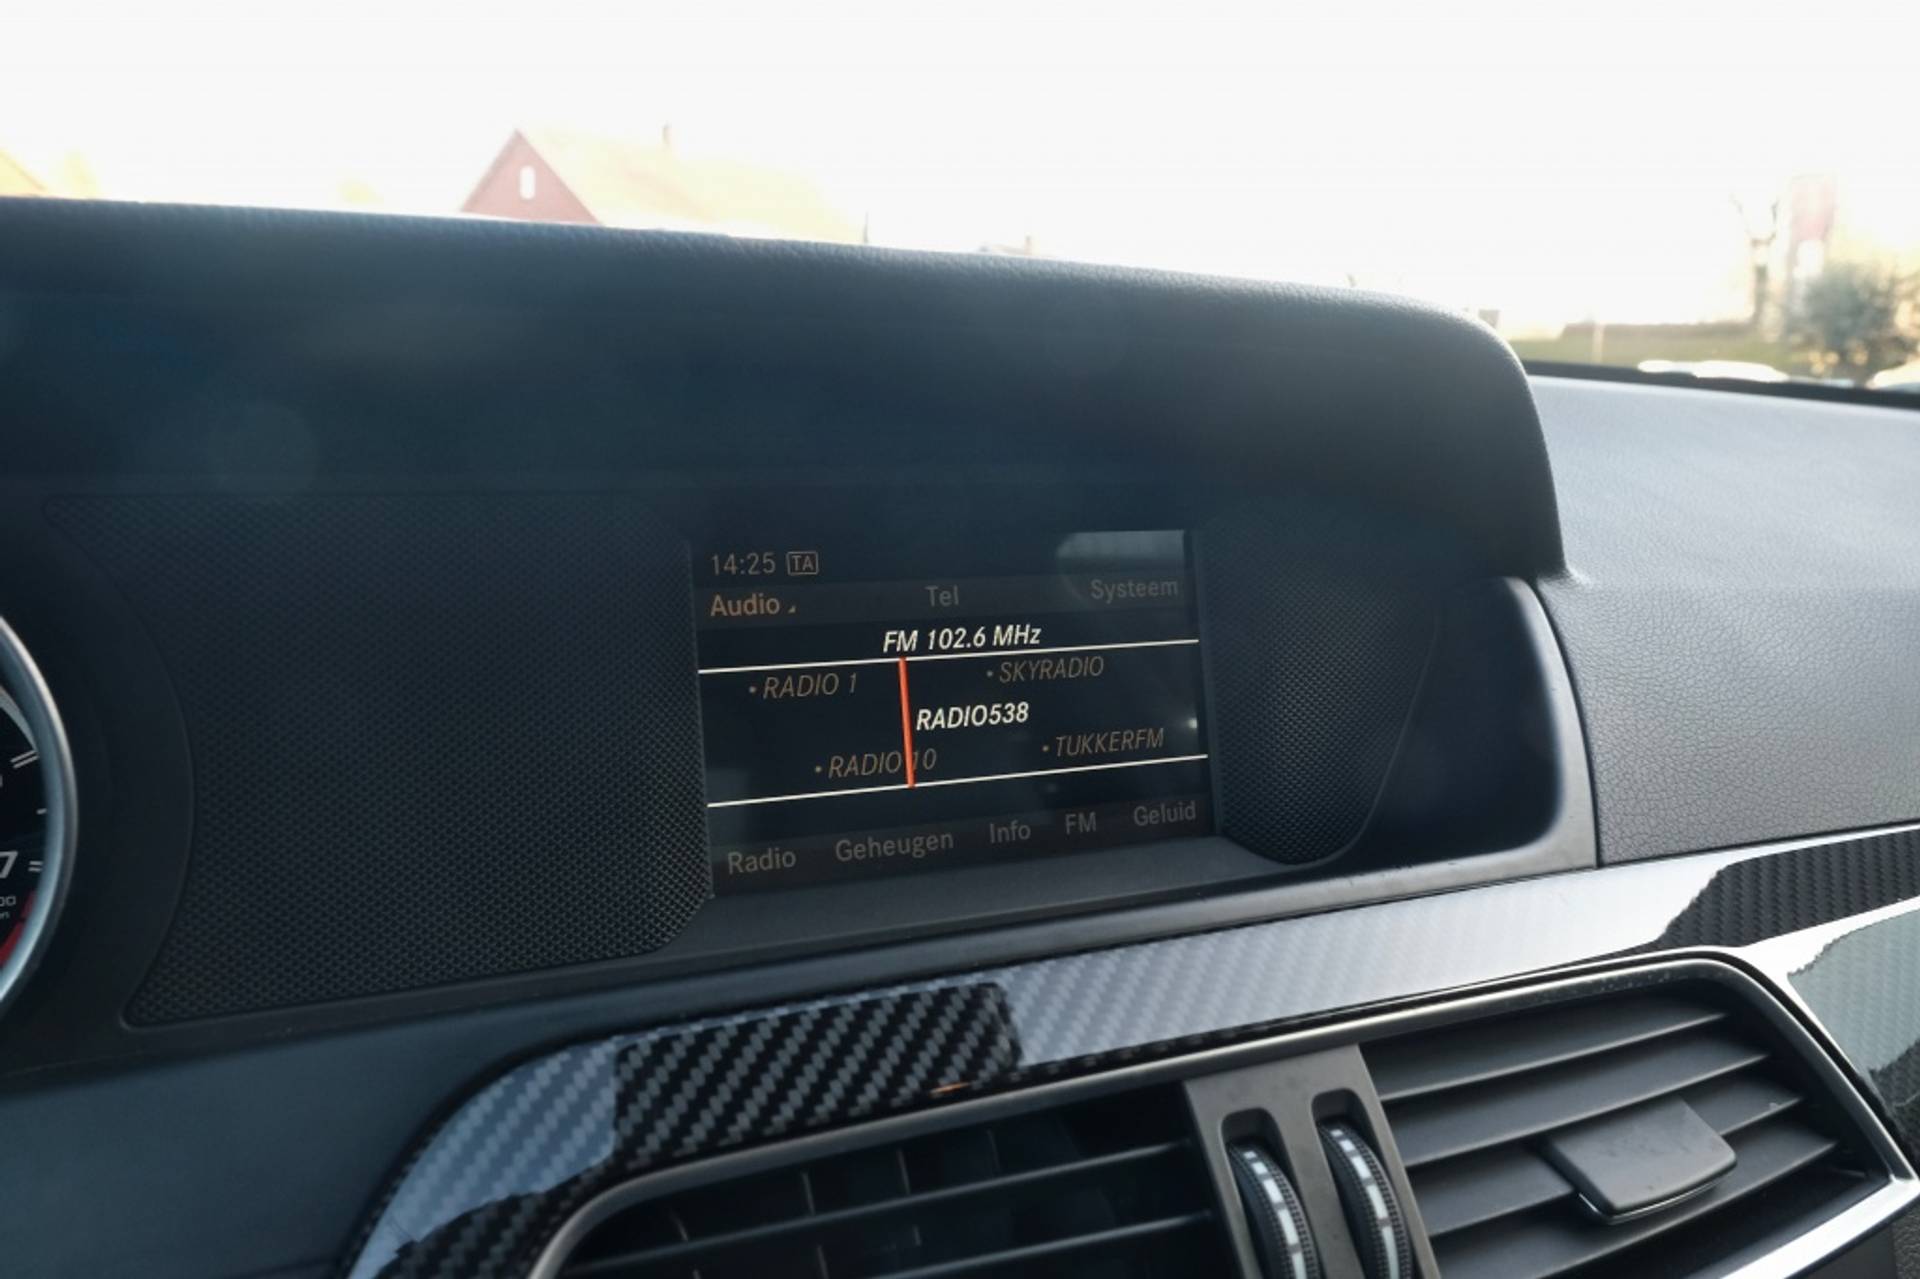 14:25 TA
Audio Tel Systeem
FM 102.6 MHz
• RADIO 1 • SKYRADIO
RADIO538
• RADIO 10 • TUKKERFM
Radio Geheugen Info FM Geluid
7